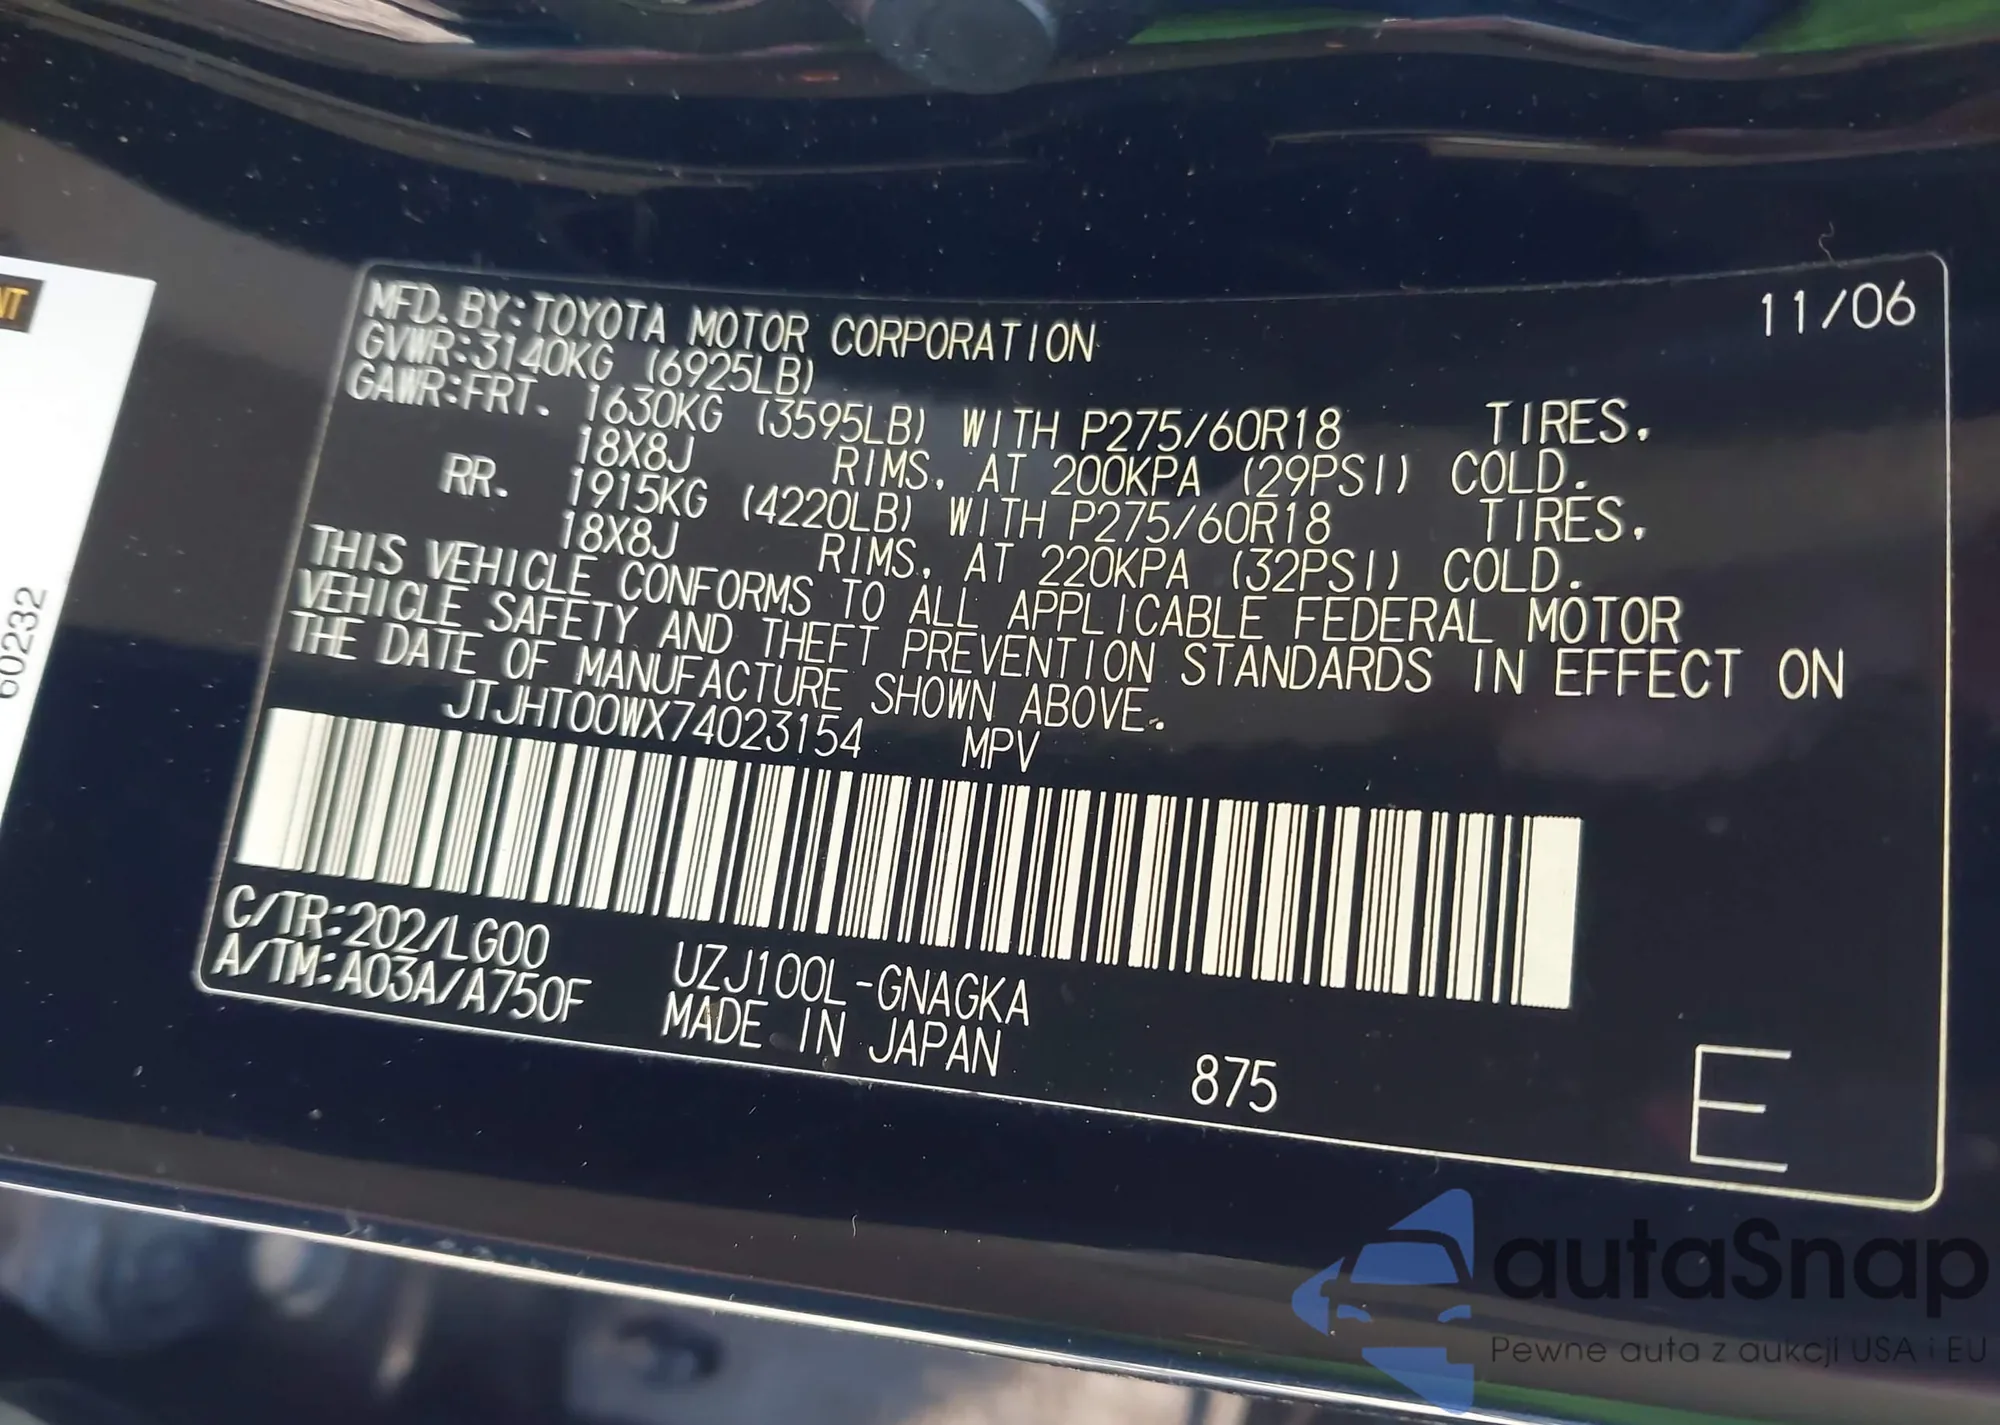 NT
60232
11/06
MFD. BY: TOYOTA MOTOR CORPORATION
GVWR: 3140KG (6925LB)
GAWR: FRT. 1630KG (3595LB) WITH P275/60R18 TIRES,
18X8J RIMS, AT 200KPA (29PSI) COLD.
RR. 1915KG (4220LB) WITH P275/60R18 TIRES,
18X8J RIMS, AT 220KPA (32PSI) COLD.
THIS VEHICLE CONFORMS TO ALL APPLICABLE FEDERAL MOTOR
VEHICLE SAFETY AND THEFT PREVENTION STANDARDS IN EFFECT ON
THE DATE OF MANUFACTURE SHOWN ABOVE.
JTJHT00WX74023154 MPV
C/TR: 202/LG00
A/TM: A03A/A750F
UZJ100L-GNAGKA
MADE IN JAPAN
875
E
autaSnap
Pewne auta z aukcji USA i EU